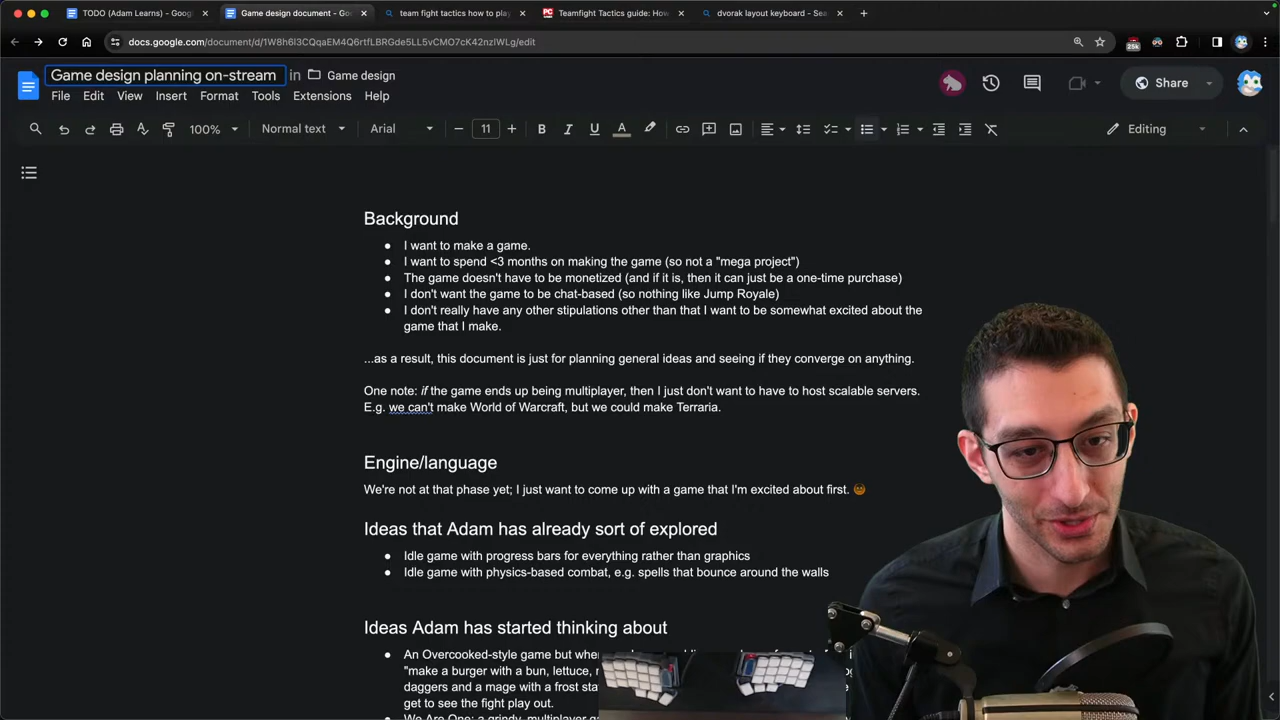 TODO (Adam Learns) - Goog
Game design document - Goo
team fight tactics how to play
Teamfight Tactics guide: How
dvorak layout keyboard - Sea
docs.google.com/document/d/1W8h6l3CQqaEM4Q6rtfLBRGde5LL5vCMO7cK42nzlWLg/edit
25k
Game design planning on-stream in Game design
Share
File Edit View Insert Format Tools Extensions Help
100% Normal text Arial 11 B I U A Editing
Background
● I want to make a game.
● I want to spend <3 months on making the game (so not a "mega project")
● The game doesn't have to be monetized (and if it is, then it can just be a one-time purchase)
● I don't want the game to be chat-based (so nothing like Jump Royale)
● I don't really have any other stipulations other than that I want to be somewhat excited about the
game that I make.
...as a result, this document is just for planning general ideas and seeing if they converge on anything.
One note: if the game ends up being multiplayer, then I just don't want to have to host scalable servers.
E.g. we can't make World of Warcraft, but we could make Terraria.
Engine/language
We're not at that phase yet; I just want to come up with a game that I'm excited about first.
Ideas that Adam has already sort of explored
● Idle game with progress bars for everything rather than graphics
● Idle game with physics-based combat, e.g. spells that bounce around the walls
Ideas Adam has started thinking about
● An Overcooked-style game but
"make a burger with a bun, lettuce,
daggers and a mage with a frost
get to see the fight play out.
● We Are One: a grindy, multiplayer